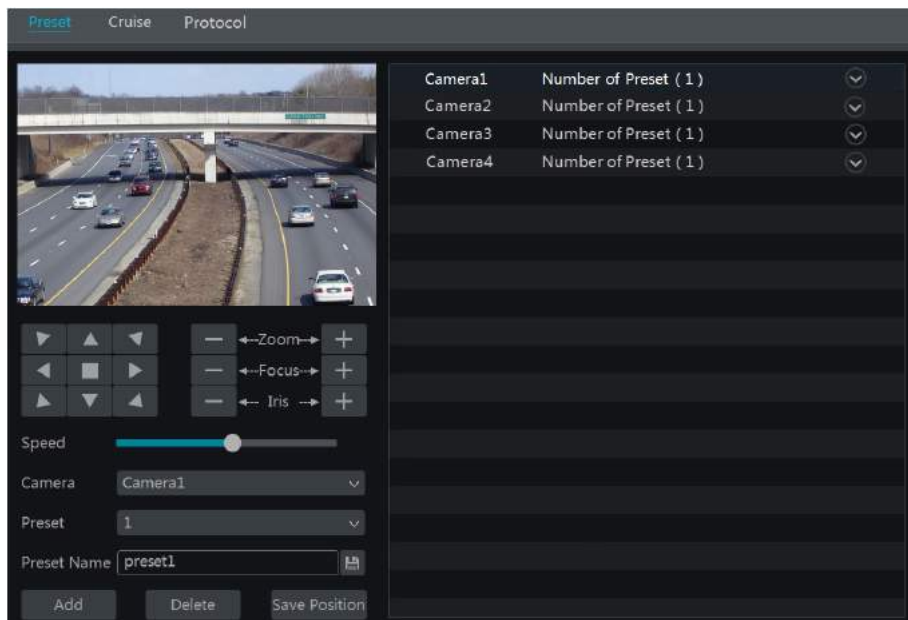 Preset Cruise Protocol
Camera1 Number of Preset ( 1 )
Camera2 Number of Preset ( 1 )
Camera3 Number of Preset ( 1 )
Camera4 Number of Preset ( 1 )
Zoom
Focus
Iris
Speed
Camera Camera1
Preset 1
Preset Name preset1
Add Delete Save Position